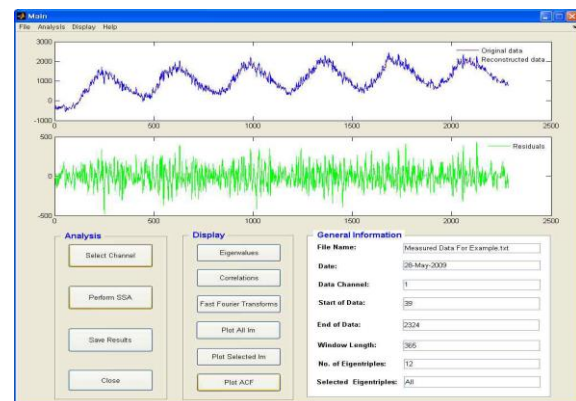 Main
File Analysis Display Help
3000
2000
1000
0
-1000
0 500 1000 1500 2000 2500
Original data
Reconstructed data
500
0
-500
0 500 1000 1500 2000 2500
Residuals
Analysis
Select Channel
Perform SSA
Save Results
Close
Display
Eigenvalues
Correlations
Fast Fourier Transforms
Plot All Im
Plot Selected Im
Plot ACF
General Information
File Name: Measured Data For Example.txt
Date: 28-May-2009
Data Channel: 1
Start of Data: 39
End of Data: 2324
Window Length: 365
No. of Eigentriples: 12
Selected Eigentriples: All